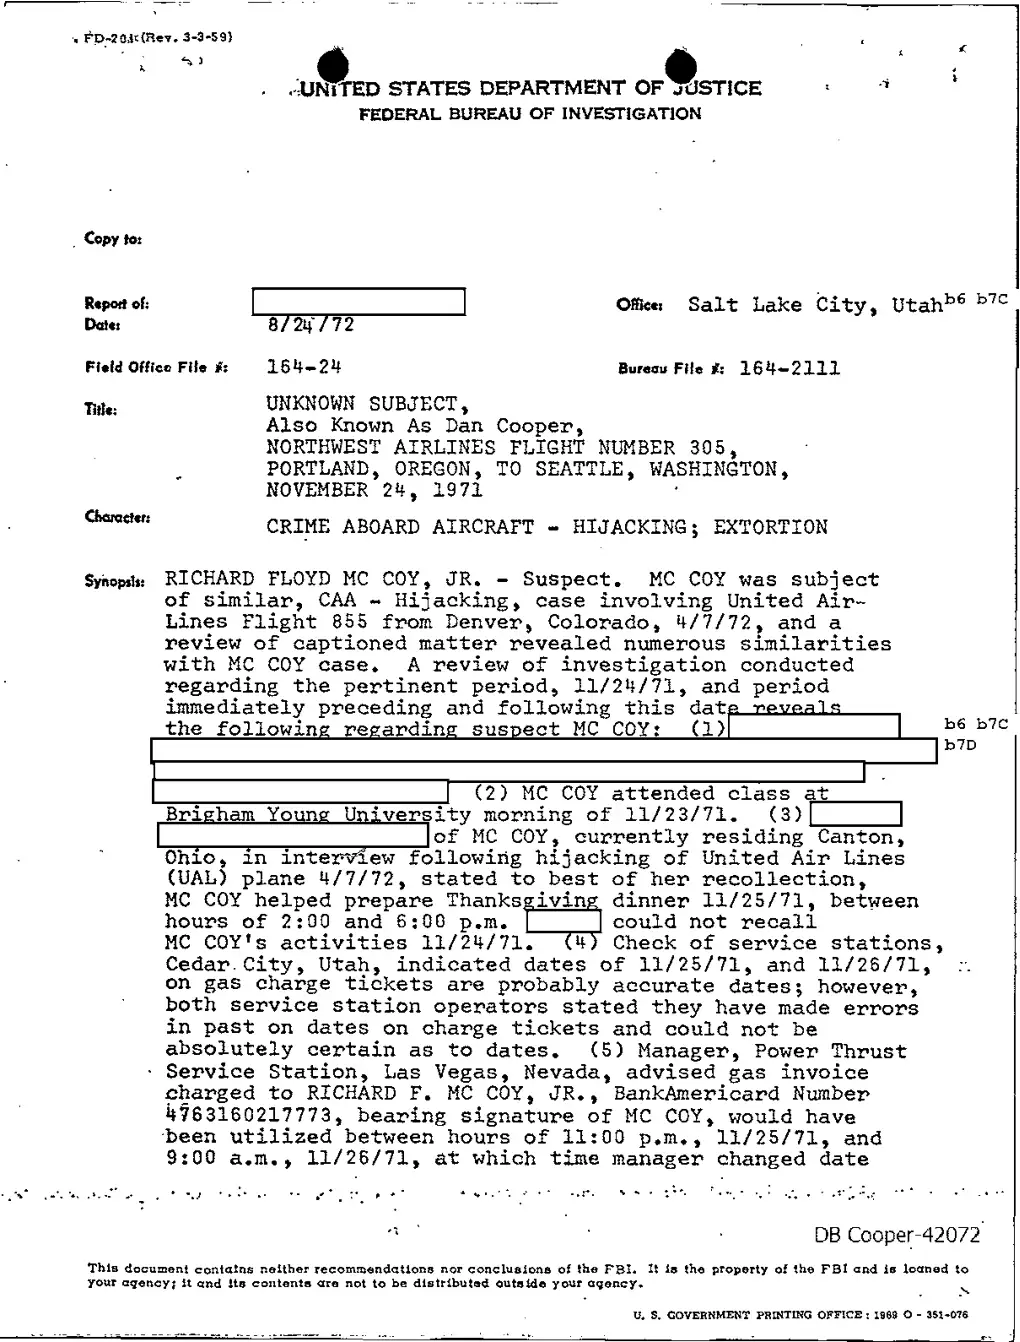 FD-204 (Rev. 3-3-59)
UNITED STATES DEPARTMENT OF JUSTICE
FEDERAL BUREAU OF INVESTIGATION
Copy to:
Report of:
Office: Salt Lake City, Utah b6 b7C
Date: 8/24/72
Field Office File #: 164-24
Bureau File #: 164-2111
Title: UNKNOWN SUBJECT,
Also Known As Dan Cooper,
NORTHWEST AIRLINES FLIGHT NUMBER 305,
PORTLAND, OREGON, TO SEATTLE, WASHINGTON,
NOVEMBER 24, 1971
Character: CRIME ABOARD AIRCRAFT - HIJACKING; EXTORTION
Synopsis: RICHARD FLOYD MC COY, JR. - Suspect. MC COY was subject
of similar, CAA - Hijacking, case involving United Air-
Lines Flight 855 from Denver, Colorado, 4/7/72, and a
review of captioned matter revealed numerous similarities
with MC COY case. A review of investigation conducted
regarding the pertinent period, 11/24/71, and period
immediately preceding and following this date reveals
the following regarding suspect MC COY: (1) b6 b7C
b7D
(2) MC COY attended class at
Brigham Young University morning of 11/23/71. (3)
of MC COY, currently residing Canton,
Ohio, in interview following hijacking of United Air Lines
(UAL) plane 4/7/72, stated to best of her recollection,
MC COY helped prepare Thanksgiving dinner 11/25/71, between
hours of 2:00 and 6:00 p.m. could not recall
MC COY's activities 11/24/71. (4) Check of service stations,
Cedar City, Utah, indicated dates of 11/25/71, and 11/26/71,
on gas charge tickets are probably accurate dates; however,
both service station operators stated they have made errors
in past on dates on charge tickets and could not be
absolutely certain as to dates. (5) Manager, Power Thrust
Service Station, Las Vegas, Nevada, advised gas invoice
charged to RICHARD F. MC COY, JR., BankAmericard Number
4763160217773, bearing signature of MC COY, would have
been utilized between hours of 11:00 p.m., 11/25/71, and
9:00 a.m., 11/26/71, at which time manager changed date
DB Cooper-42072
This document contains neither recommendations nor conclusions of the FBI. It is the property of the FBI and is loaned to
your agency; it and its contents are not to be distributed outside your agency.
U. S. GOVERNMENT PRINTING OFFICE : 1969 O - 351-076